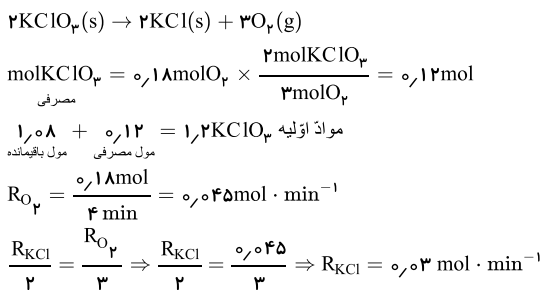 ۲KClO۳(s) → ۲KCl(s) + ۳O۲(g)
molKClO۳ = ۰٫۱۸molO۲ × ۲molKClO۳ / ۳molO۲ = ۰٫۱۲mol
مصرفی
۱٫۰۸ + ۰٫۱۲ = ۱٫۲KClO۳ موادّ اوّلیه
مول باقیمانده مول مصرفی
RO۲ = ۰٫۱۸mol / ۴ min = ۰٫۰۴۵mol · min⁻¹
RKCl / ۲ = RO۲ / ۳ ⇒ RKCl / ۲ = ۰٫۰۴۵ / ۳ ⇒ RKCl = ۰٫۰۳ mol · min⁻¹